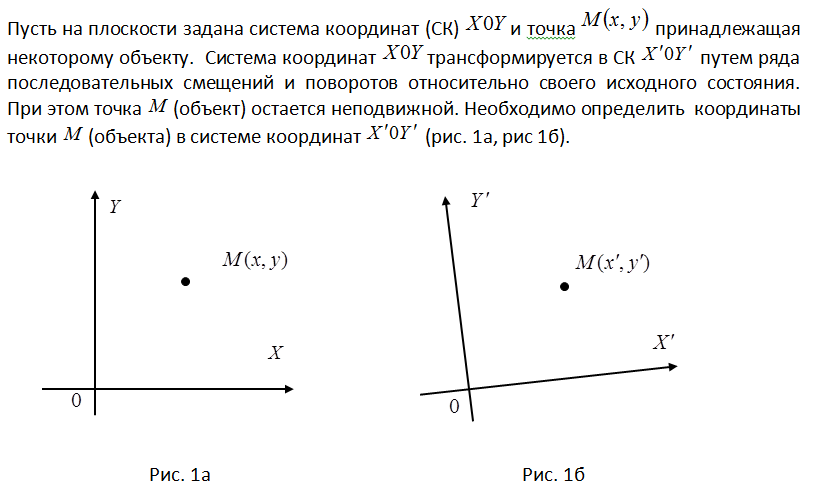 Пусть на плоскости задана система координат (СК) X0Y и точка M(x, y) принадлежащая
некоторому объекту. Система координат X0Y трансформируется в СК X′0Y′ путем ряда
последовательных смещений и поворотов относительно своего исходного состояния.
При этом точка M (объект) остается неподвижной. Необходимо определить координаты
точки M (объекта) в системе координат X′0Y′ (рис. 1а, рис 1б).
Y
M(x, y)
X
0
Y′
M(x′, y′)
X′
0
Рис. 1а
Рис. 1б